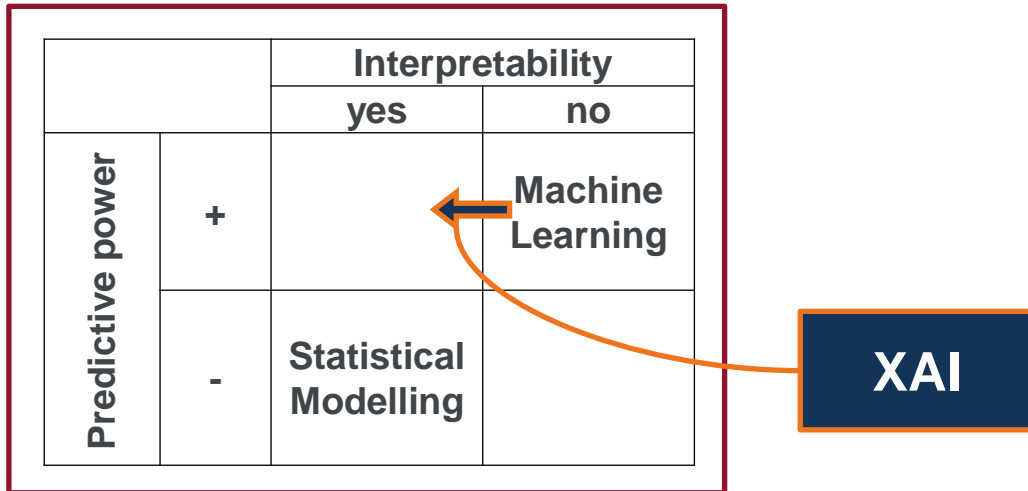 Interpretability
yes
no
Predictive power
+
Machine
Learning
-
Statistical
Modelling
XAI